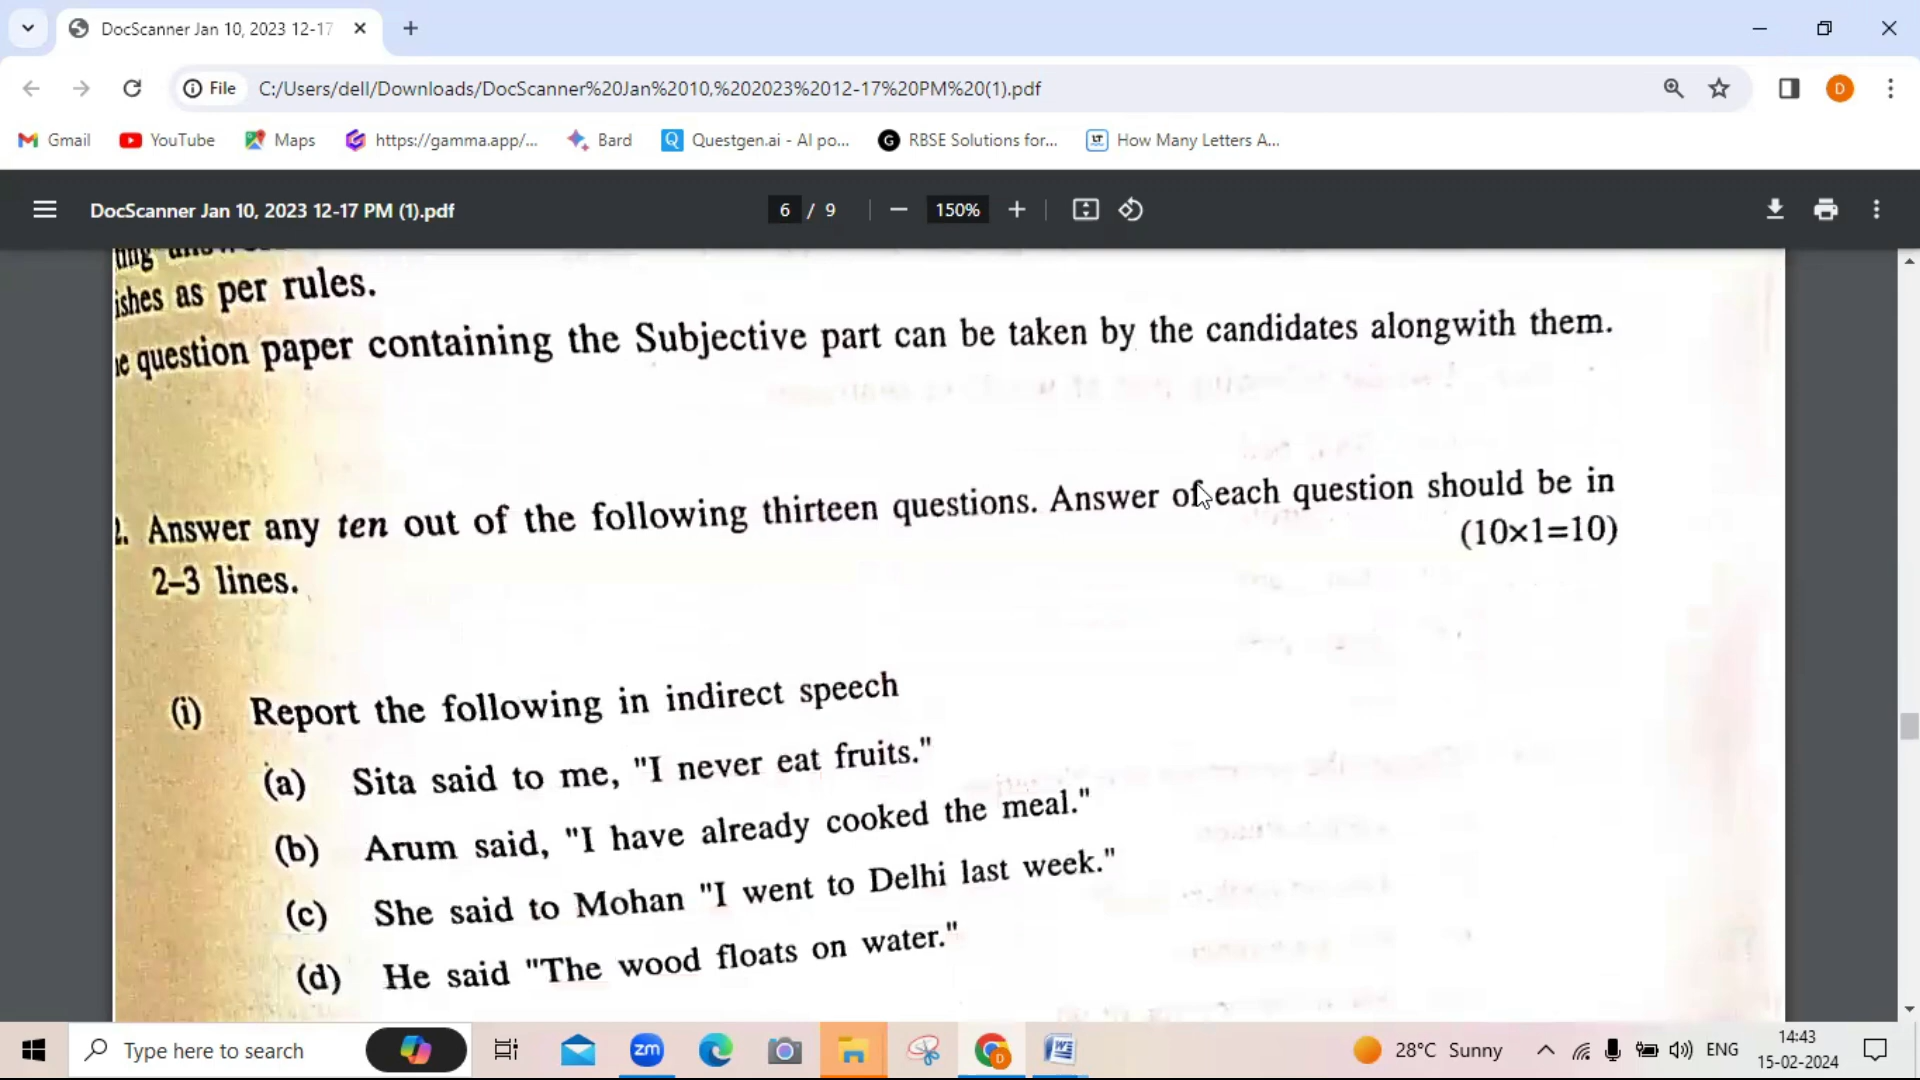 DocScanner Jan 10, 2023 12-17
File
C:/Users/dell/Downloads/DocScanner%20Jan%2010,%202023%2012-17%20PM%20(1).pdf
D
Gmail
YouTube
Maps
https://gamma.app/...
Bard
Questgen.ai - AI po...
RBSE Solutions for...
How Many Letters A...
DocScanner Jan 10, 2023 12-17 PM (1).pdf
6 / 9
150%
ishes as per rules.
question paper containing the Subjective part can be taken by the candidates alongwith them.
2. Answer any ten out of the following thirteen questions. Answer of each question should be in
2–3 lines.
(10×1=10)
(i) Report the following in indirect speech
(a) Sita said to me, "I never eat fruits."
(b) Arum said, "I have already cooked the meal."
(c) She said to Mohan "I went to Delhi last week."
(d) He said "The wood floats on water."
Type here to search
zm
28°C Sunny
ENG
14:43
15-02-2024